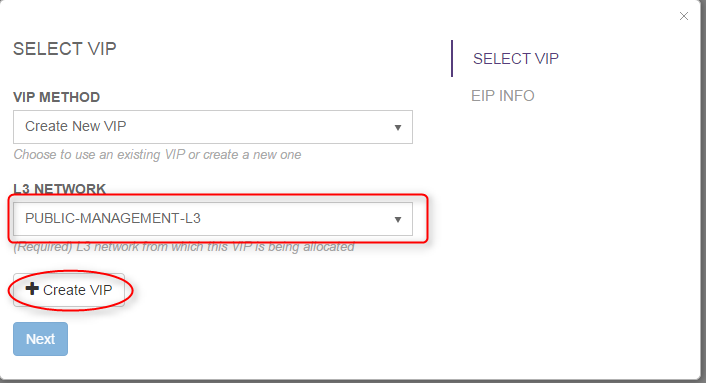 SELECT VIP
VIP METHOD
Create New VIP
Choose to use an existing VIP or create a new one
L3 NETWORK
PUBLIC-MANAGEMENT-L3
(Required) L3 network from which this VIP is being allocated
Create VIP
Next
SELECT VIP
EIP INFO